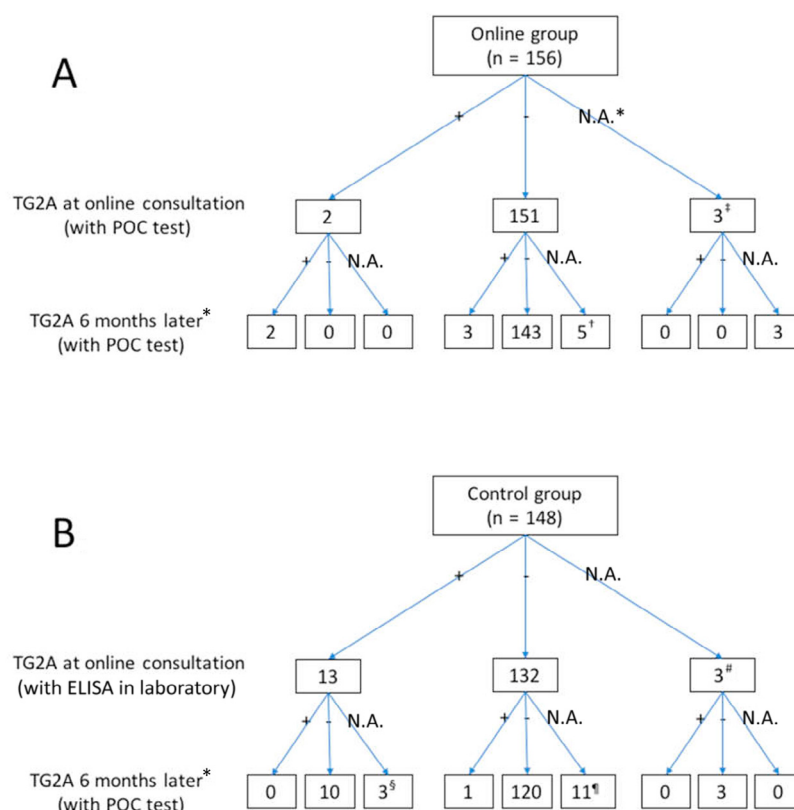 A
Online group
(n = 156)
+ - N.A.*
TG2A at online consultation
(with POC test)
2 151 3‡
+ - N.A. + - N.A. + - N.A.
TG2A 6 months later*
(with POC test)
2 0 0 3 143 5† 0 0 3
B
Control group
(n = 148)
+ - N.A.
TG2A at online consultation
(with ELISA in laboratory)
13 132 3#
+ - N.A. + - N.A. + - N.A.
TG2A 6 months later*
(with POC test)
0 10 3§ 1 120 11¶ 0 3 0